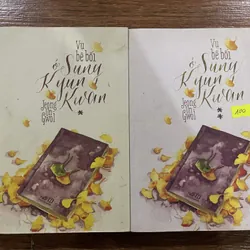 Vụ
bê bối
ở Sung
Kyun
Kwan
Jeong
Eun
Gwol
Vụ
bê bối
ở Sung
Kyun
Kwan
Jeong
Eun
Gwol